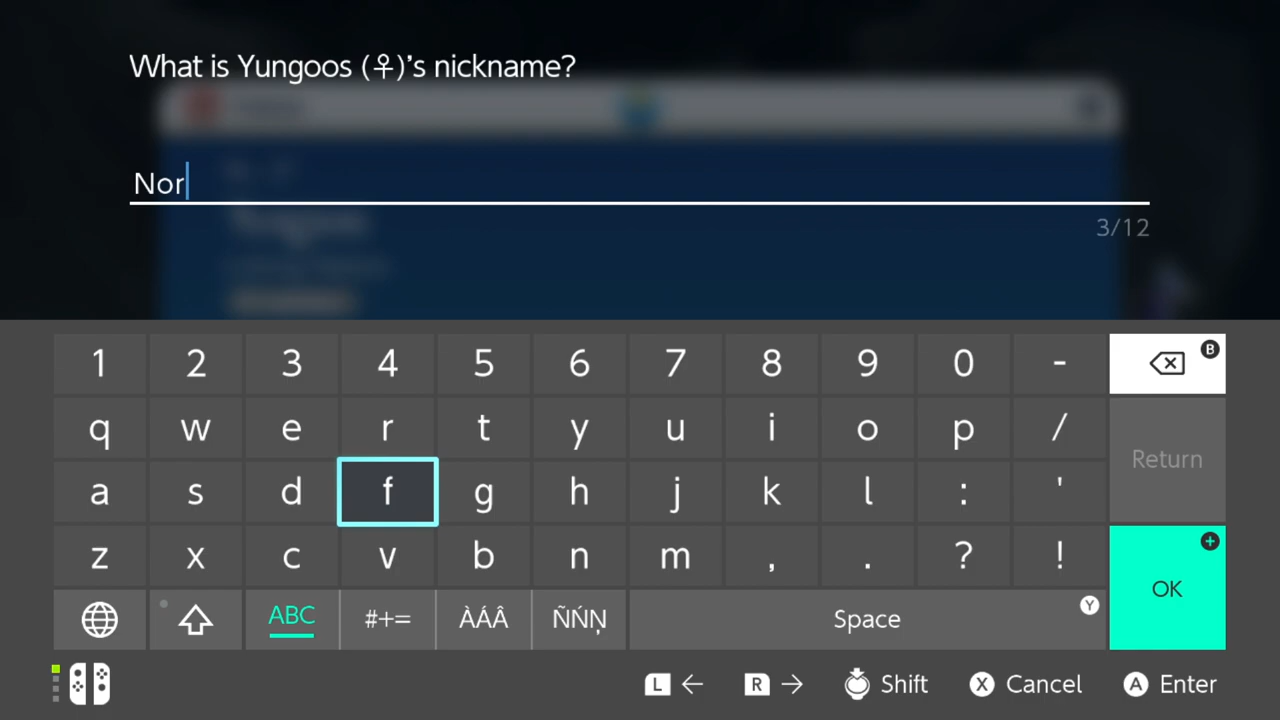 What is Yungoos (♀)'s nickname?
Nor
3/12
1 2 3 4 5 6 7 8 9 0 - B
q w e r t y u i o p /
Return
a s d f g h j k l : '
z x c v b n m , . ? ! +
OK
ABC #+= ÀÁÂ ÑŃŅ Space Y
L ← R → Shift X Cancel A Enter